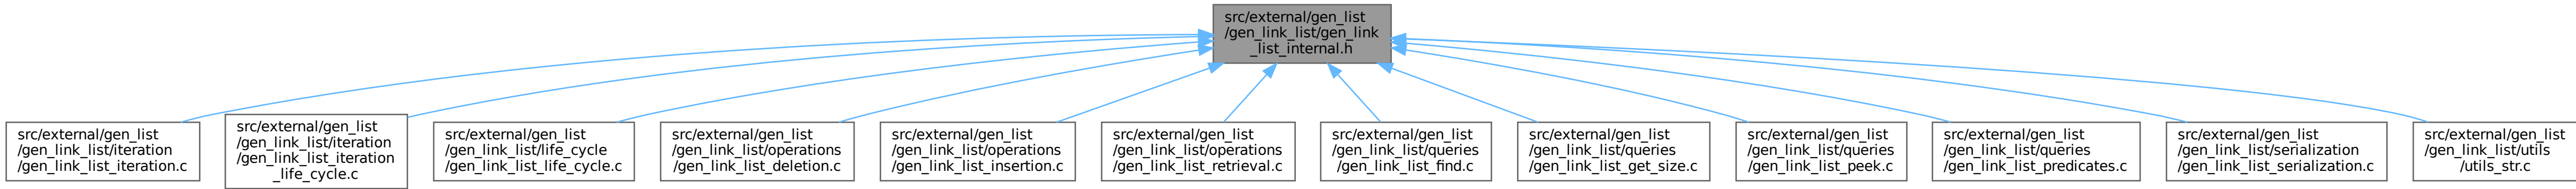 src/external/gen_list
/gen_link_list/gen_link
_list_internal.h
src/external/gen_list
/gen_link_list/iteration
/gen_link_list_iteration.c
src/external/gen_list
/gen_link_list/iteration
/gen_link_list_iteration
_life_cycle.c
src/external/gen_list
/gen_link_list/life_cycle
/gen_link_list_life_cycle.c
src/external/gen_list
/gen_link_list/operations
/gen_link_list_deletion.c
src/external/gen_list
/gen_link_list/operations
/gen_link_list_insertion.c
src/external/gen_list
/gen_link_list/operations
/gen_link_list_retrieval.c
src/external/gen_list
/gen_link_list/queries
/gen_link_list_find.c
src/external/gen_list
/gen_link_list/queries
/gen_link_list_get_size.c
src/external/gen_list
/gen_link_list/queries
/gen_link_list_peek.c
src/external/gen_list
/gen_link_list/queries
/gen_link_list_predicates.c
src/external/gen_list
/gen_link_list/serialization
/gen_link_list_serialization.c
src/external/gen_list
/gen_link_list/utils
/utils_str.c